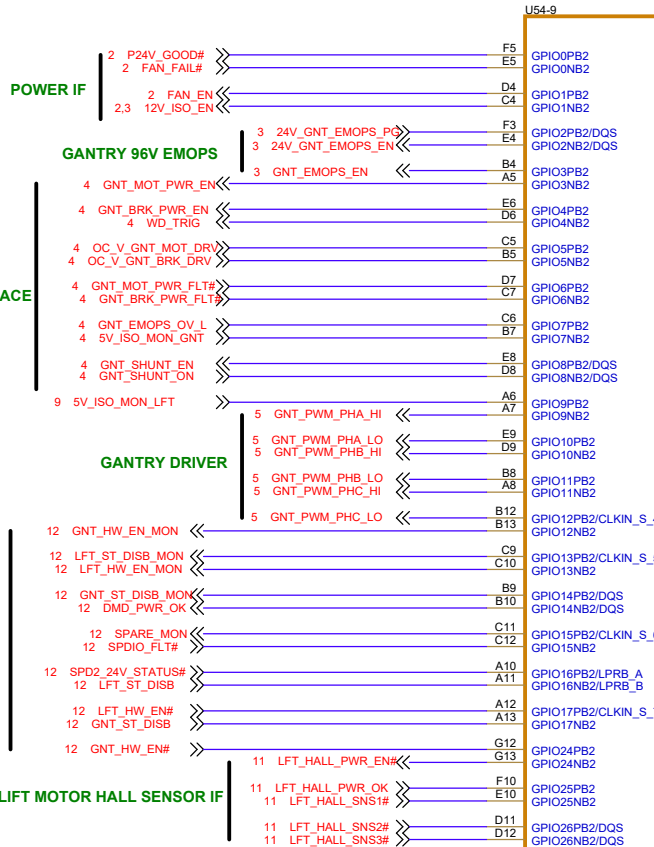 U54-9
2 P24V_GOOD# F5 GPIO0PB2
2 FAN_FAIL# E5 GPIO0NB2
POWER IF
2 FAN_EN D4 GPIO1PB2
2,3 12V_ISO_EN C4 GPIO1NB2
3 24V_GNT_EMOPS_PG F3 GPIO2PB2/DQS
3 24V_GNT_EMOPS_EN E4 GPIO2NB2/DQS
GANTRY 96V EMOPS
3 GNT_EMOPS_EN B4 GPIO3PB2
4 GNT_MOT_PWR_EN A5 GPIO3NB2
4 GNT_BRK_PWR_EN E6 GPIO4PB2
4 WD_TRIG D6 GPIO4NB2
4 OC_V_GNT_MOT_DRV C5 GPIO5PB2
4 OC_V_GNT_BRK_DRV B5 GPIO5NB2
4 GNT_MOT_PWR_FLT# D7 GPIO6PB2
ACE
4 GNT_BRK_PWR_FLT# C7 GPIO6NB2
4 GNT_EMOPS_OV_L C6 GPIO7PB2
4 5V_ISO_MON_GNT B7 GPIO7NB2
4 GNT_SHUNT_EN E8 GPIO8PB2/DQS
4 GNT_SHUNT_ON D8 GPIO8NB2/DQS
9 5V_ISO_MON_LFT A6 GPIO9PB2
5 GNT_PWM_PHA_HI A7 GPIO9NB2
5 GNT_PWM_PHA_LO E9 GPIO10PB2
5 GNT_PWM_PHB_HI D9 GPIO10NB2
GANTRY DRIVER
5 GNT_PWM_PHB_LO B8 GPIO11PB2
5 GNT_PWM_PHC_HI A8 GPIO11NB2
5 GNT_PWM_PHC_LO B12 GPIO12PB2/CLKIN_S_
12 GNT_HW_EN_MON B13 GPIO12NB2
12 LFT_ST_DISB_MON C9 GPIO13PB2/CLKIN_S_
12 LFT_HW_EN_MON C10 GPIO13NB2
12 GNT_ST_DISB_MON B9 GPIO14PB2/DQS
12 DMD_PWR_OK B10 GPIO14NB2/DQS
12 SPARE_MON C11 GPIO15PB2/CLKIN_S_
12 SPDIO_FLT# C12 GPIO15NB2
12 SPD2_24V_STATUS# A10 GPIO16PB2/LPRB_A
12 LFT_ST_DISB A11 GPIO16NB2/LPRB_B
12 LFT_HW_EN# A12 GPIO17PB2/CLKIN_S_
12 GNT_ST_DISB A13 GPIO17NB2
12 GNT_HW_EN# G12 GPIO24PB2
11 LFT_HALL_PWR_EN# G13 GPIO24NB2
11 LFT_HALL_PWR_OK F10 GPIO25PB2
LIFT MOTOR HALL SENSOR IF
11 LFT_HALL_SNS1# E10 GPIO25NB2
11 LFT_HALL_SNS2# D11 GPIO26PB2/DQS
11 LFT_HALL_SNS3# D12 GPIO26NB2/DQS